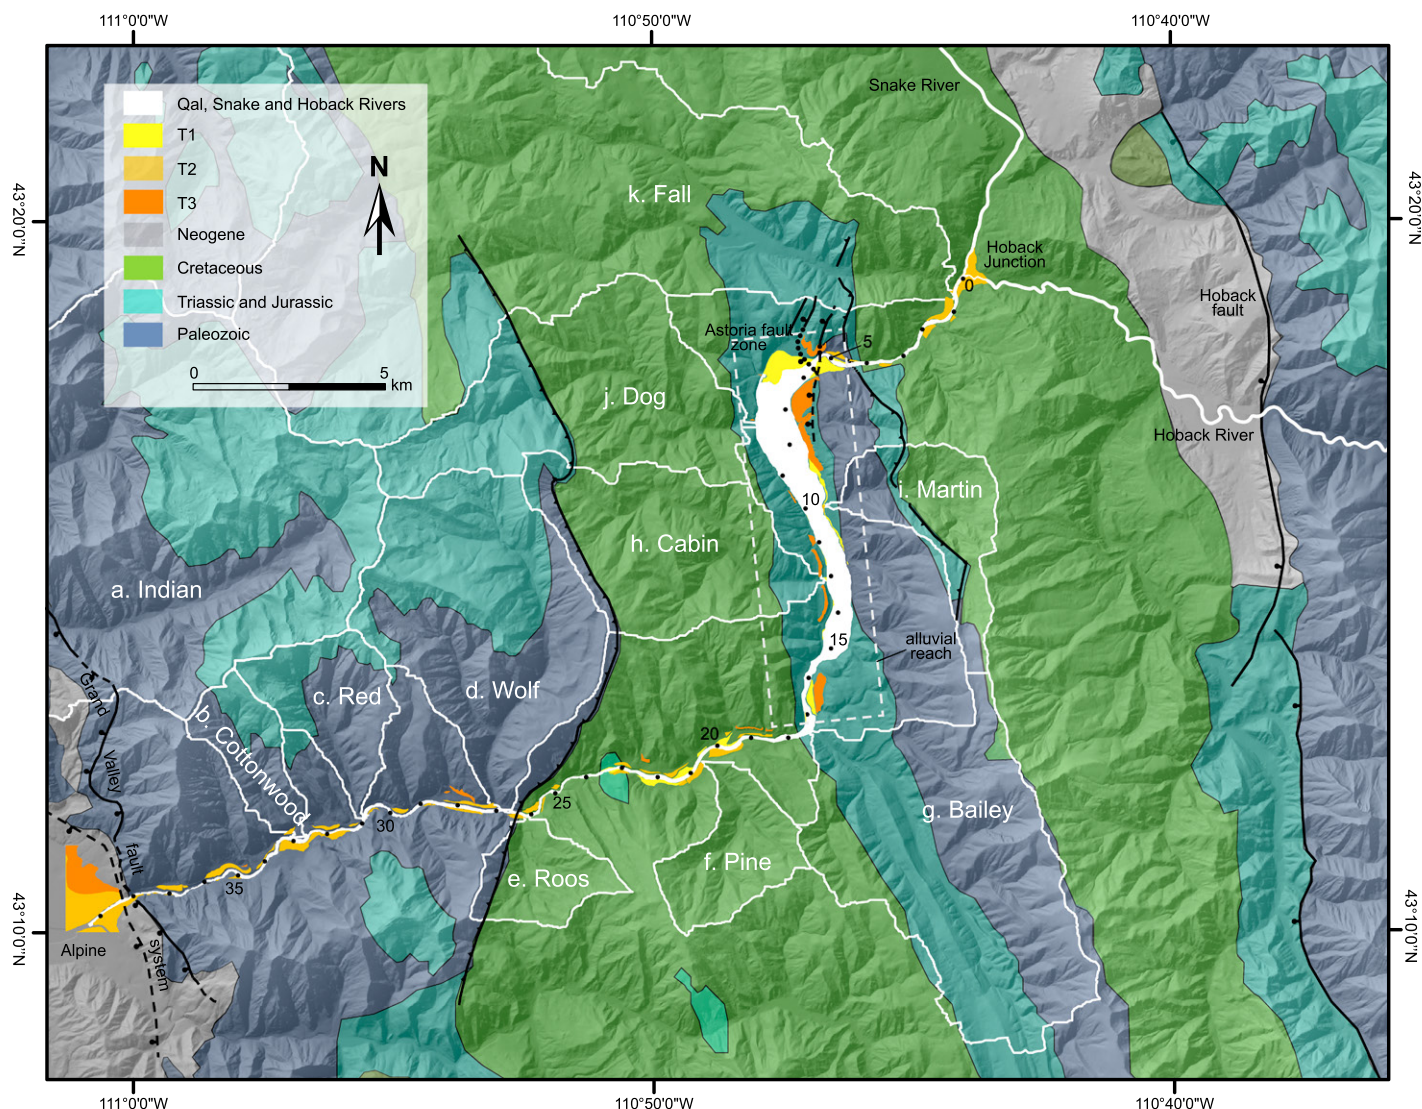 111°0'0"W
110°50'0"W
110°40'0"W
Snake River
Qal, Snake and Hoback Rivers
T1
T2
T3
Neogene
Cretaceous
Triassic and Jurassic
Paleozoic
0
5
km
N
43°20'0"N
43°20'0"N
k. Fall
Hoback
Junction
0
Hoback
fault
Astoria fault
zone
5
j. Dog
Hoback River
i. Martin
10
h. Cabin
a. Indian
15
alluvial
reach
c. Red
d. Wolf
b. Cottonwood
Grand
valley
fault
system
20
25
30
35
g. Bailey
f. Pine
e. Roos
Alpine
43°10'0"N
43°10'0"N
111°0'0"W
110°50'0"W
110°40'0"W